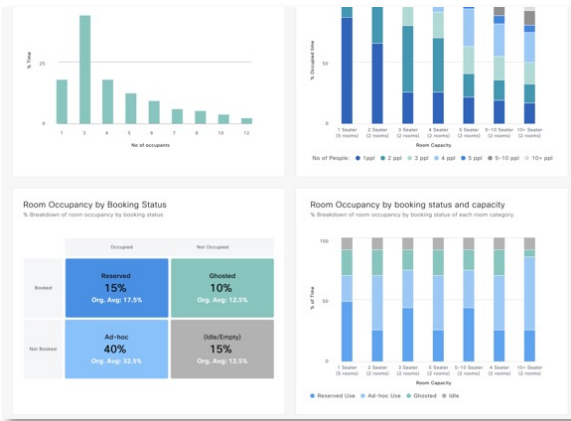 % Time
25
0
1 3 4 5 6 7 8 10 12
No of occupants
% Occupied time
50
0
1 Seater 2 Seater 3 Seater 4 Seater 5 Seater 5-10 Seater 10+ Seater
(5 rooms) (2 rooms) (2 rooms) (2 rooms) (2 rooms) (2 rooms) (2 rooms)
Room Capacity
No of People: 1ppl 2 ppl 3 ppl 4 ppl 5 ppl 5-10 ppl 10+ ppl
Room Occupancy by Booking Status
% Breakdown of room occupancy by booking status
Occupied Not Occupied
Booked
Reserved
15%
Org. Avg: 17.5%
Ghosted
10%
Org. Avg: 12.5%
Not Booked
Ad-hoc
40%
Org. Avg: 32.5%
(Idle/Empty)
15%
Org. Avg: 12.5%
Room Occupancy by booking status and capacity
% Breakdown of room occupancy by booking status of each room category.
% of Time
100
50
0
1 Seater 2 Seater 3 Seater 4 Seater 5-10 Seater 4 Seater 10+ Seater
(5 rooms) (2 rooms) (2 rooms) (2 rooms) (2 rooms) (2 rooms) (2 rooms)
Room Capacity
Reserved Use Ad-hoc Use Ghosted Idle